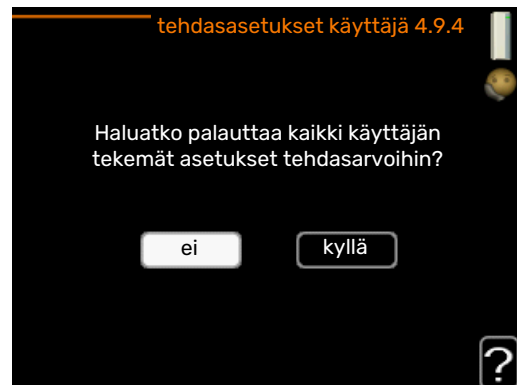 tehdasasetukset käyttäjä 4.9.4
Haluatko palauttaa kaikki käyttäjän
tekemät asetukset tehdasarvoihin?
ei kyllä
?